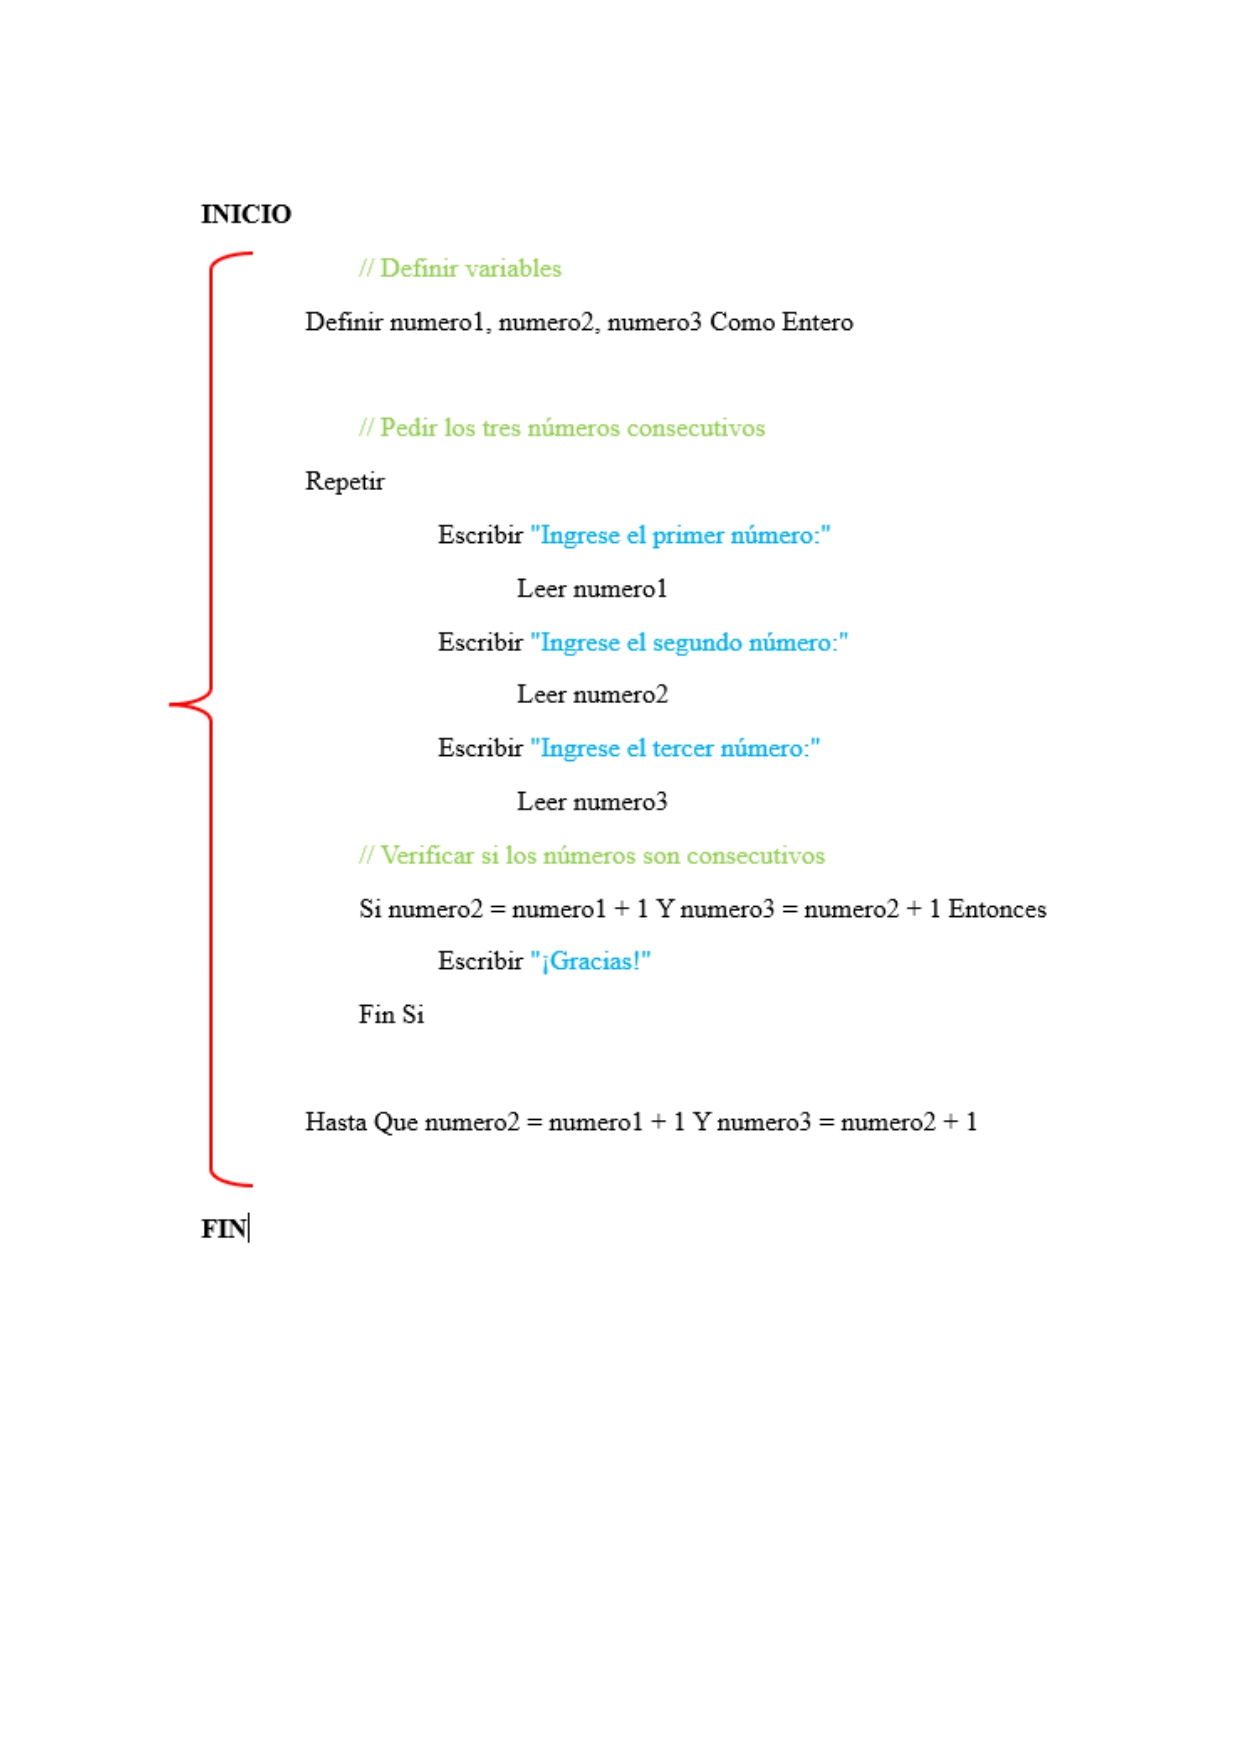 INICIO
// Definir variables
Definir numero1, numero2, numero3 Como Entero
// Pedir los tres números consecutivos
Repetir
Escribir "Ingrese el primer número:"
Leer numero1
Escribir "Ingrese el segundo número:"
Leer numero2
Escribir "Ingrese el tercer número:"
Leer numero3
// Verificar si los números son consecutivos
Si numero2 = numero1 + 1 Y numero3 = numero2 + 1 Entonces
Escribir "¡Gracias!"
Fin Si
Hasta Que numero2 = numero1 + 1 Y numero3 = numero2 + 1
FIN